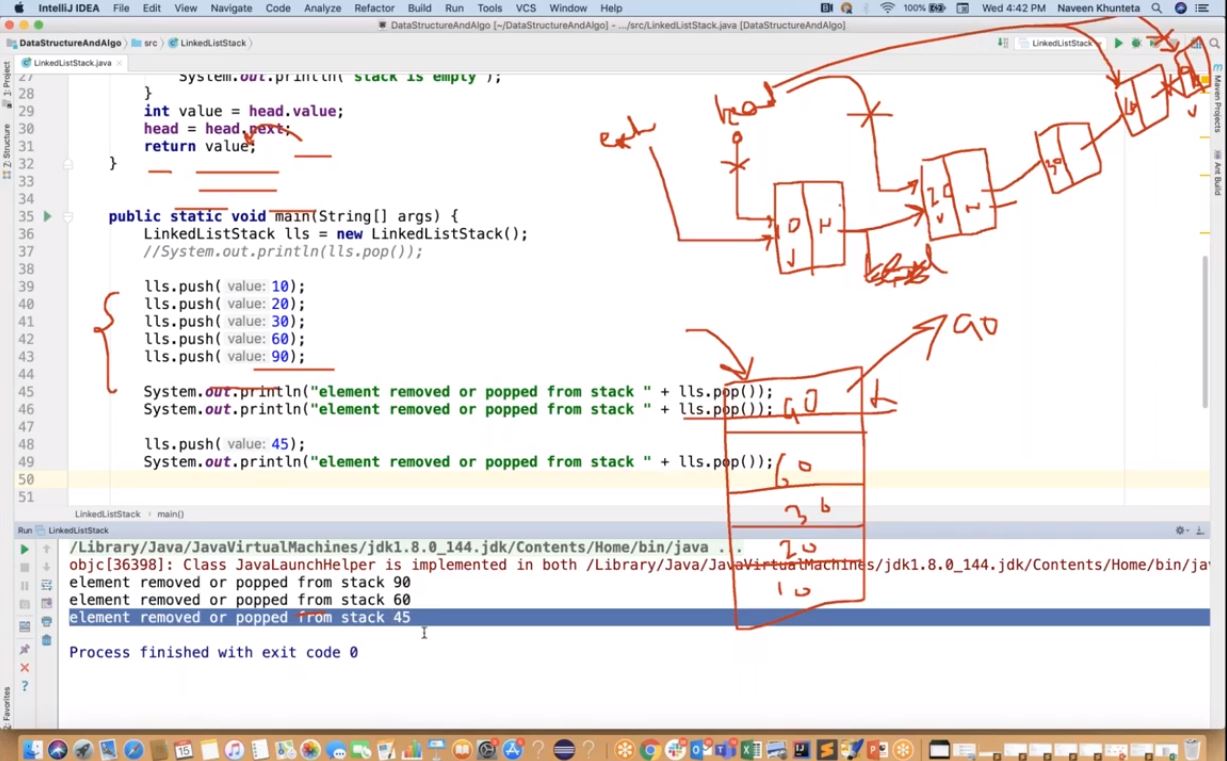 IntelliJ IDEA File Edit View Navigate Code Analyze Refactor Build Run Tools VCS Window Help 100% Wed 4:42 PM Naveen Khunteta
DataStructureAndAlgo [~/DataStructureAndAlgo] - .../src/LinkedListStack.java [DataStructureAndAlgo]
DataStructureAndAlgo src LinkedListStack LinkedListStack
LinkedListStack.java
1: Project
7: Structure
2: Favorites
Maven Projects
Ant Build
27 System.out.println( stack is empty );
28 }
29 int value = head.value;
30 head = head.next;
31 return value;
32 }
33
34
35 public static void main(String[] args) {
36 LinkedListStack lls = new LinkedListStack();
37 //System.out.println(lls.pop());
38
39 lls.push( value: 10);
40 lls.push( value: 20);
41 lls.push( value: 30);
42 lls.push( value: 60);
43 lls.push( value: 90);
44
45 System.out.println("element removed or popped from stack " + lls.pop());
46 System.out.println("element removed or popped from stack " + lls.pop());
47
48 lls.push( value: 45);
49 System.out.println("element removed or popped from stack " + lls.pop());
50
51
head
20
30
90
90
60
30
20
10
LinkedListStack main()
Run LinkedListStack
/Library/Java/JavaVirtualMachines/jdk1.8.0_144.jdk/Contents/Home/bin/java ...
objc[36398]: Class JavaLaunchHelper is implemented in both /Library/Java/JavaVirtualMachines/jdk1.8.0_144.jdk/Contents/Home/bin/ja
element removed or popped from stack 90
element removed or popped from stack 60
element removed or popped from stack 45
Process finished with exit code 0